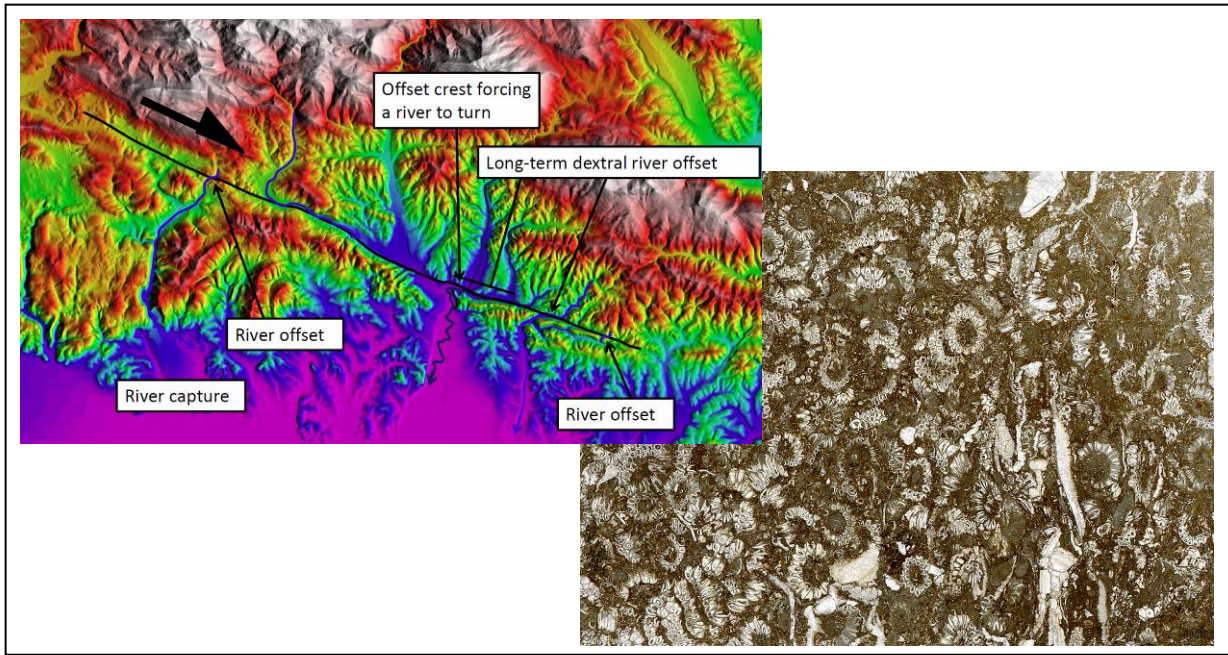 Offset crest forcing
a river to turn
Long-term dextral river offset
River offset
River capture
River offset